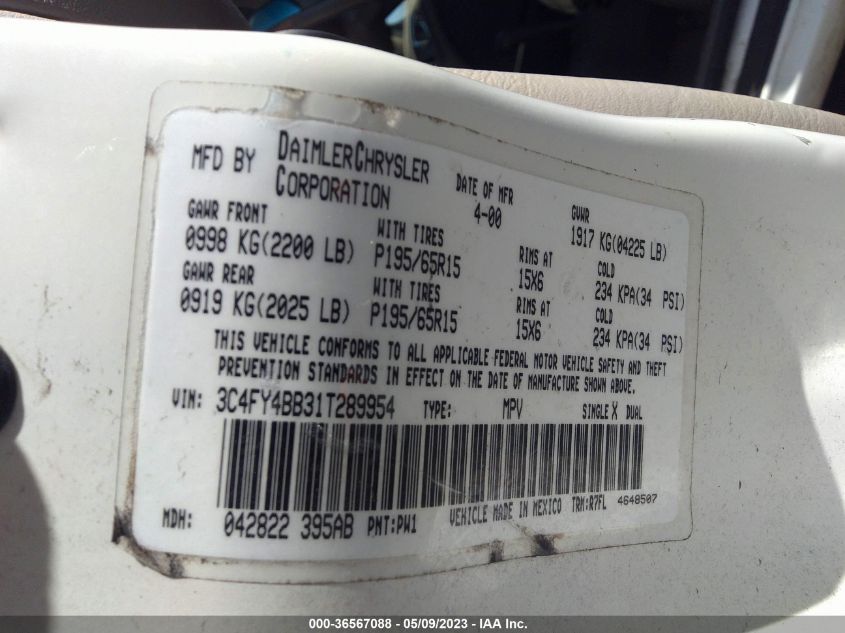 MFD BY DAIMLERCHRYSLER CORPORATION DATE OF MFR 4-00 GVWR 1917 KG(04225 LB)
GAWR FRONT WITH TIRES RIMS AT COLD
0998 KG(2200 LB) P195/65R15 15X6 234 KPA(34 PSI)
GAWR REAR WITH TIRES RIMS AT COLD
0919 KG(2025 LB) P195/65R15 15X6 234 KPA(34 PSI)
THIS VEHICLE CONFORMS TO ALL APPLICABLE FEDERAL MOTOR VEHICLE SAFETY AND THEFT
PREVENTION STANDARDS IN EFFECT ON THE DATE OF MANUFACTURE SHOWN ABOVE.
VIN: 3C4FY4BB31T289954 TYPE: MPV SINGLE X DUAL
MDH: 042822 395AB PNT:PW1 VEHICLE MADE IN MEXICO TRM:R7FL 4648507
000-36567088 - 05/09/2023 - IAA Inc.